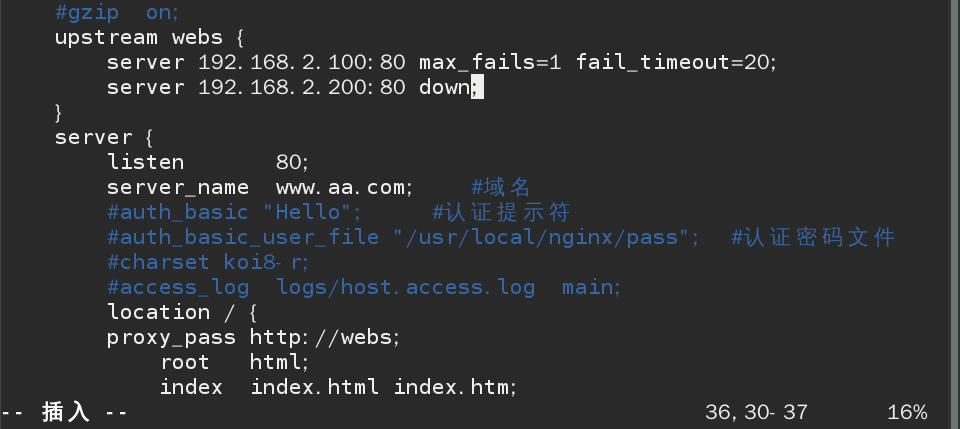 #gzip  on;
upstream webs {
    server 192.168.2.100:80 max_fails=1 fail_timeout=20;
    server 192.168.2.200:80 down;
}
server {
    listen       80;
    server_name  www.aa.com;    #域名
    #auth_basic "Hello";     #认证提示符
    #auth_basic_user_file "/usr/local/nginx/pass";  #认证密码文件
    #charset koi8-r;
    #access_log  logs/host.access.log  main;
    location / {
    proxy_pass http://webs;
        root   html;
        index  index.html index.htm;
-- 插入 --                                             36,30-37      16%